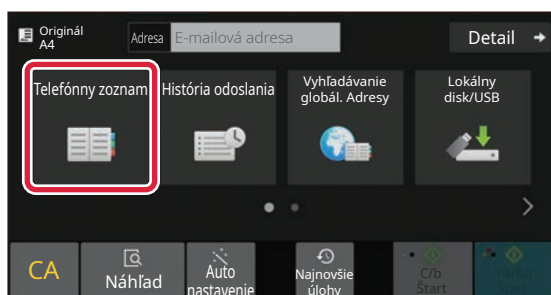 Originál
A4
Adresa
E-mailová adresa
Detail
Telefónny zoznam
História odoslania
Vyhľadávanie
globál. Adresy
Lokálny
disk/USB
CA
Náhľad
Auto
nastavenie
Najnovšie
úlohy
C/b
Štart
Farba
Štart